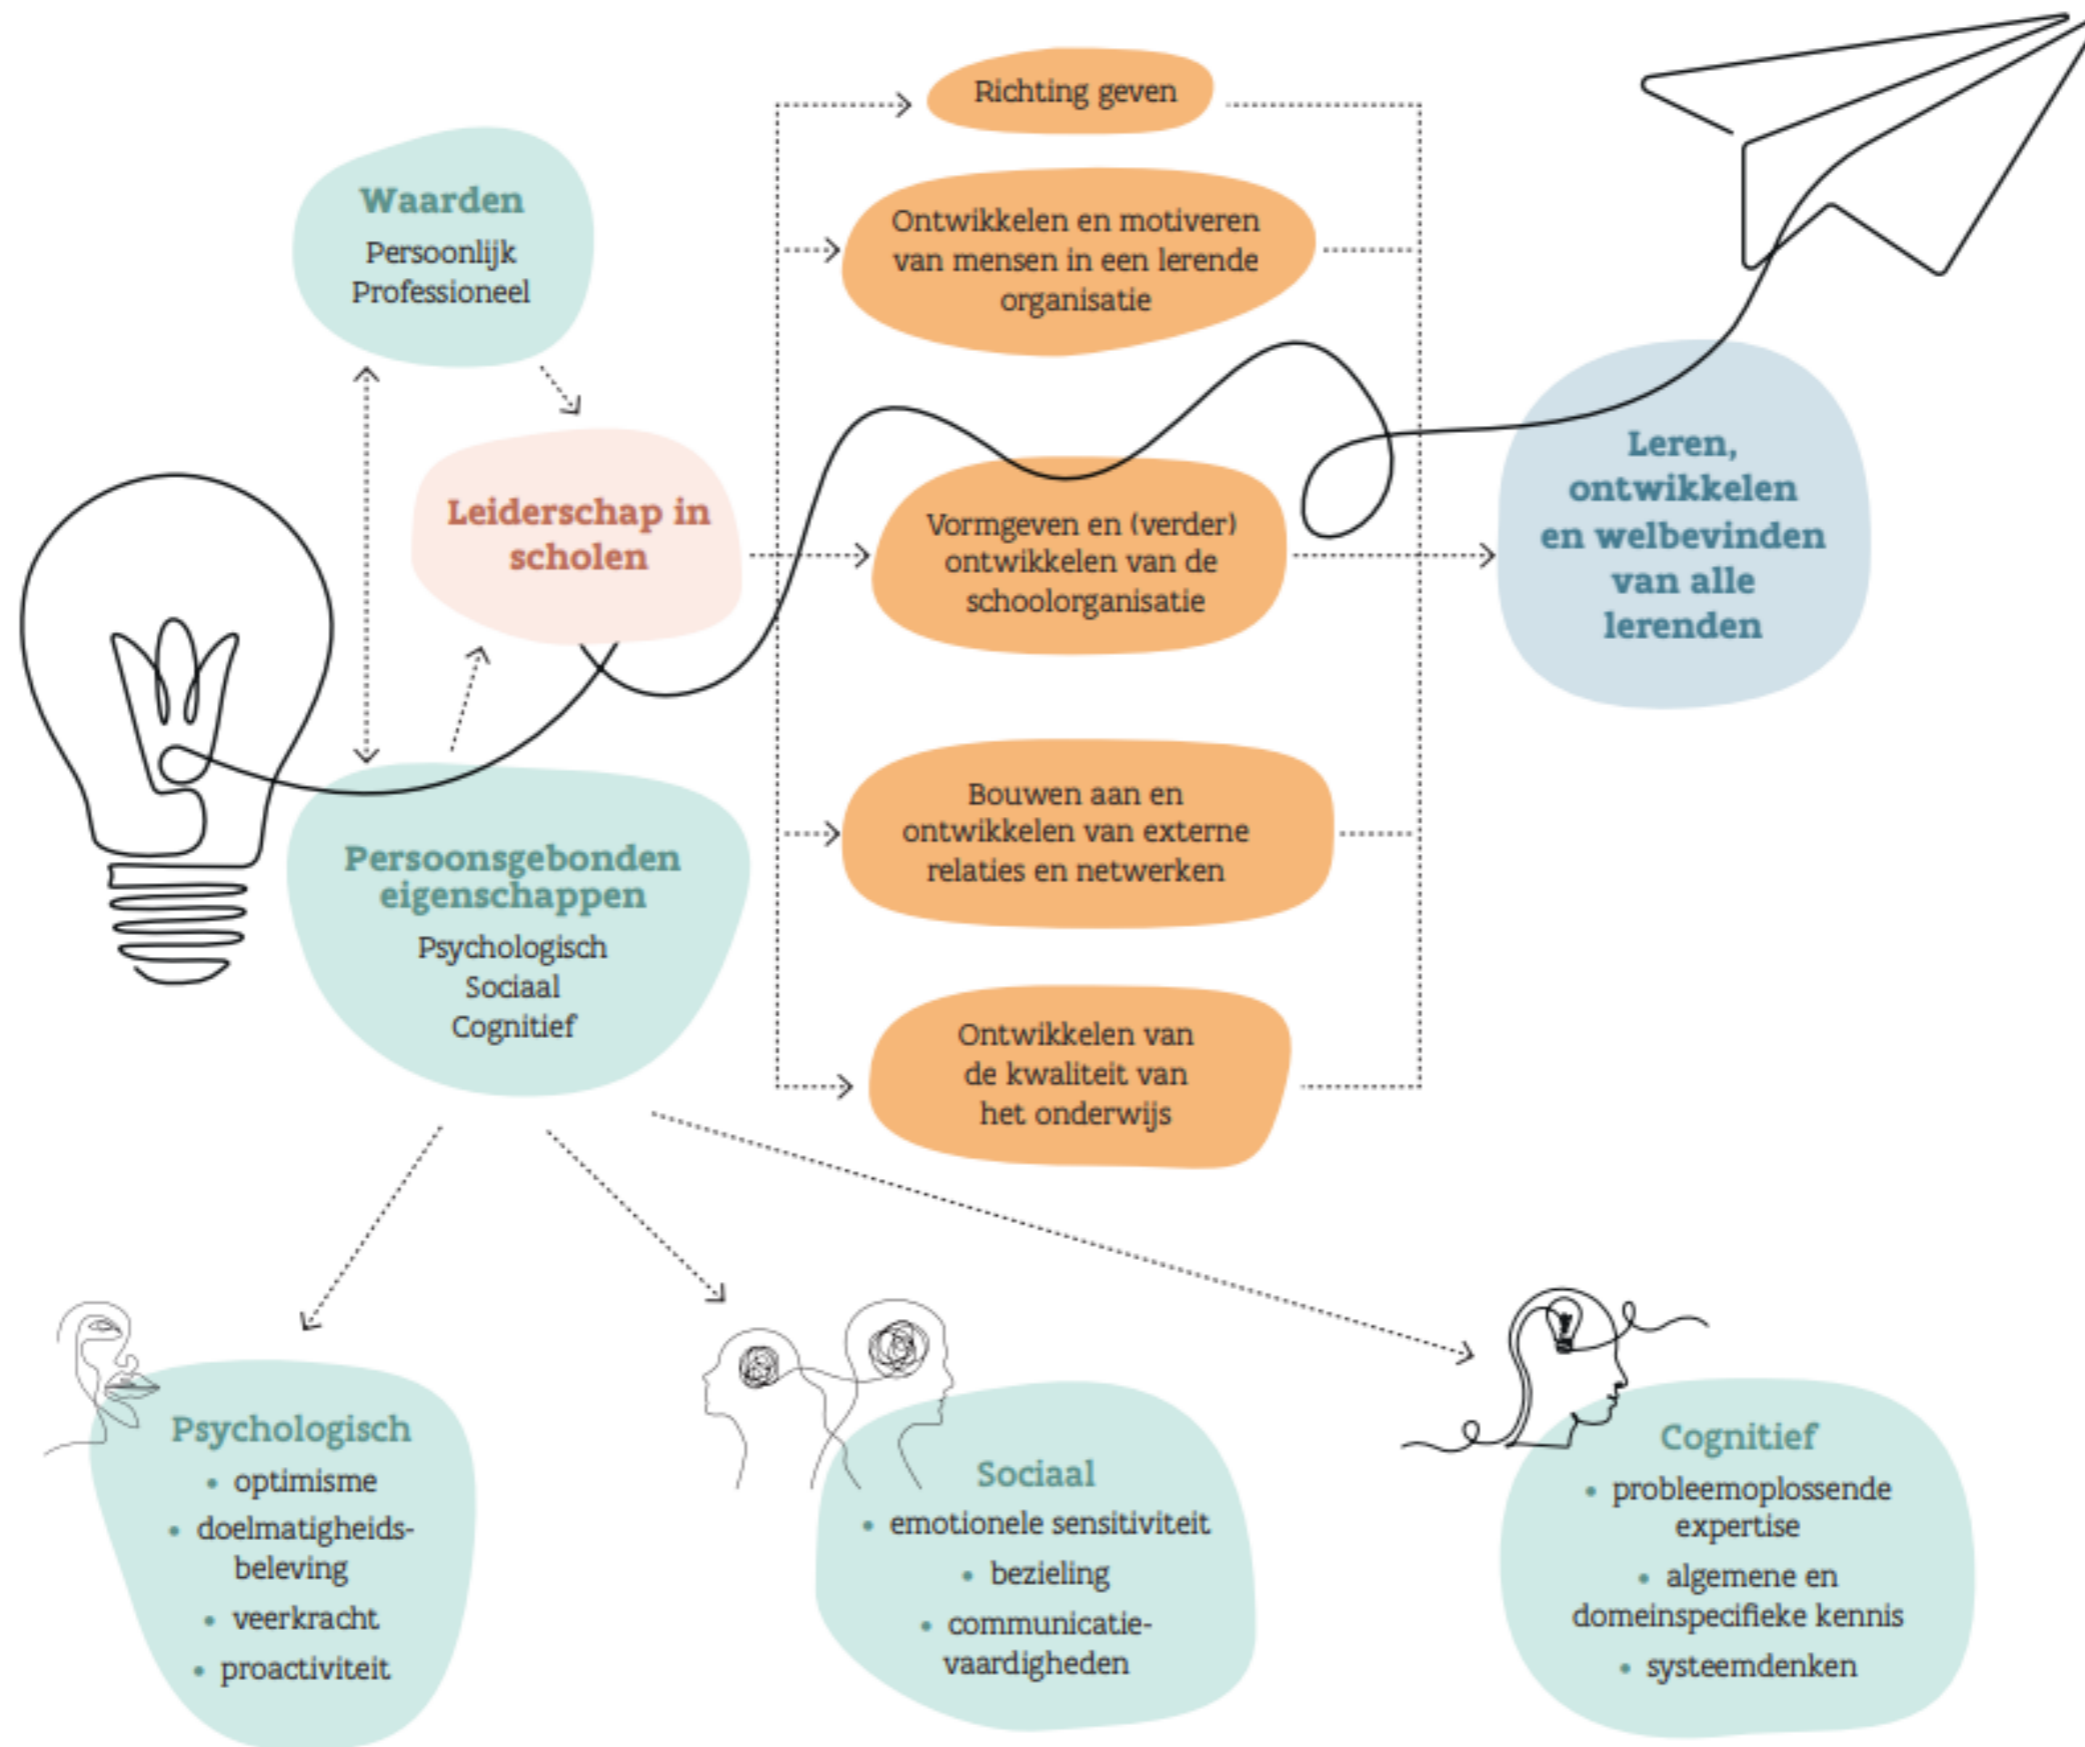 Waarden
Persoonlijk
Professioneel
Leiderschap in
scholen
Persoonsgebonden
eigenschappen
Psychologisch
Sociaal
Cognitief
Richting geven
Ontwikkelen en motiveren
van mensen in een lerende
organisatie
Vormgeven en (verder)
ontwikkelen van de
schoolorganisatie
Bouwen aan en
ontwikkelen van externe
relaties en netwerken
Ontwikkelen van
de kwaliteit van
het onderwijs
Leren,
ontwikkelen
en welbevinden
van alle
lerenden
Psychologisch
• optimisme
• doelmatigheids-
beleving
• veerkracht
• proactiviteit
Sociaal
• emotionele sensitiviteit
• bezieling
• communicatie-
vaardigheden
Cognitief
• probleemoplossende
expertise
• algemene en
domeinspecifieke kennis
• systeemdenken